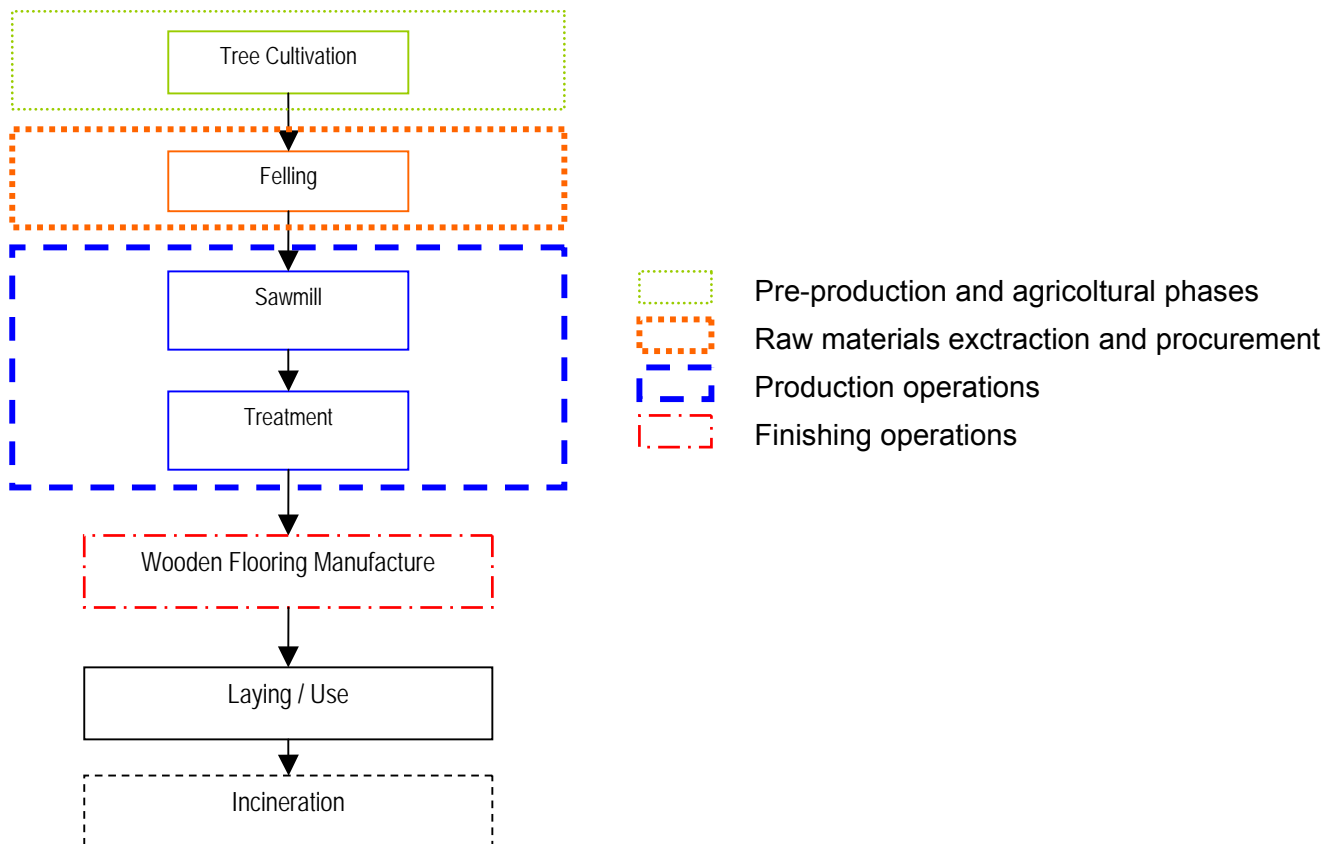 Tree Cultivation
Felling
Sawmill
Treatment
Wooden Flooring Manufacture
Laying / Use
Incineration
Pre-production and agricoltural phases
Raw materials exctraction and procurement
Production operations
Finishing operations